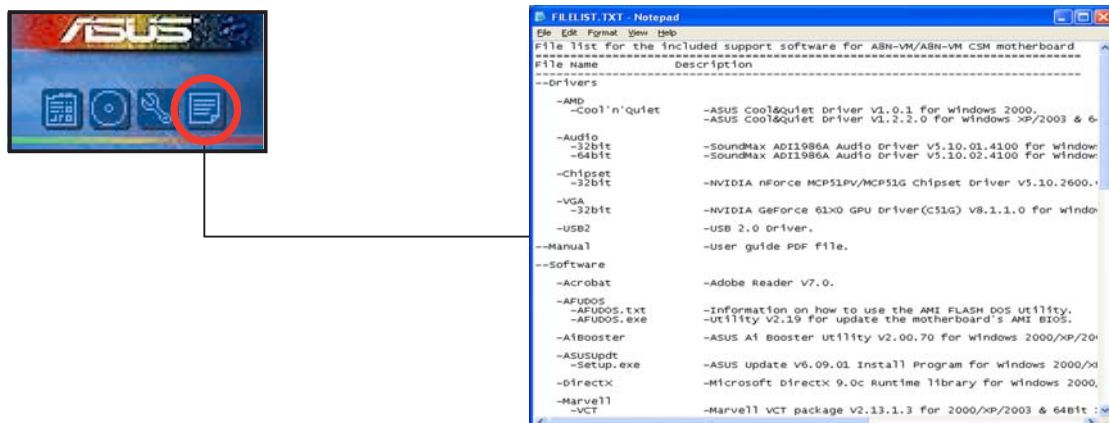 ASUS
FILELIST.TXT - Notepad
File Edit Format View Help
File list for the included support software for A8N-VM/A8N-VM CSM motherboard
File Name Description
--Drivers
-AMD
-Cool'n'Quiet -ASUS Cool&Quiet Driver V1.0.1 for Windows 2000.
-ASUS Cool&Quiet Driver V1.2.2.0 for Windows XP/2003 & 6
-Audio
-32bit -SoundMax ADI1986A Audio Driver V5.10.01.4100 for Window
-64bit -SoundMax ADI1986A Audio Driver V5.10.02.4100 for Window
-Chipset
-32bit -NVIDIA nForce MCP51PV/MCP51G Chipset Driver V5.10.2600.
-VGA
-32bit -NVIDIA GeForce 61X0 GPU Driver(C51G) V8.1.1.0 for Windo
-USB2 -USB 2.0 Driver.
--Manual -User guide PDF file.
--Software
-Acrobat -Adobe Reader V7.0.
-AFUDOS
-AFUDOS.txt -Information on how to use the AMI FLASH DOS Utility.
-AFUDOS.exe -Utility V2.19 for update the motherboard's AMI BIOS.
-AiBooster -ASUS Ai Booster Utility V2.00.70 for Windows 2000/XP/20
-ASUSUpdt
-Setup.exe -ASUS Update V6.09.01 Install Program for Windows 2000/X
-DirectX -Microsoft DirectX 9.0c Runtime library for Windows 2000,
-Marvell
-VCT -Marvell VCT package V2.13.1.3 for 2000/XP/2003 & 64Bit